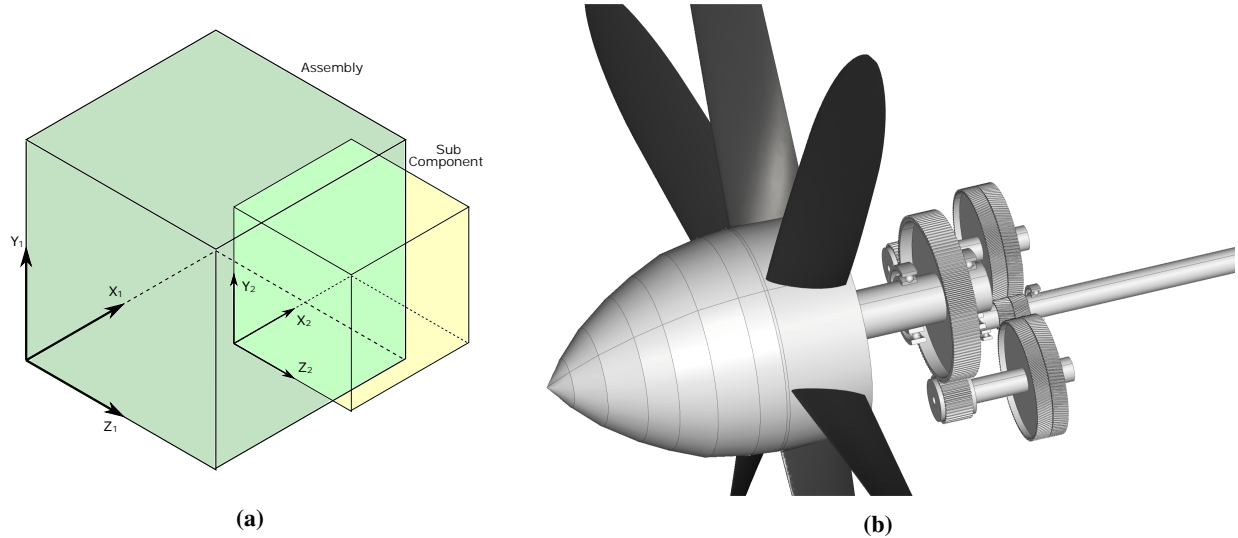 Assembly
Sub
Component
Y₁
X₁
Z₁
Y₂
X₂
Z₂
(a)
(b)